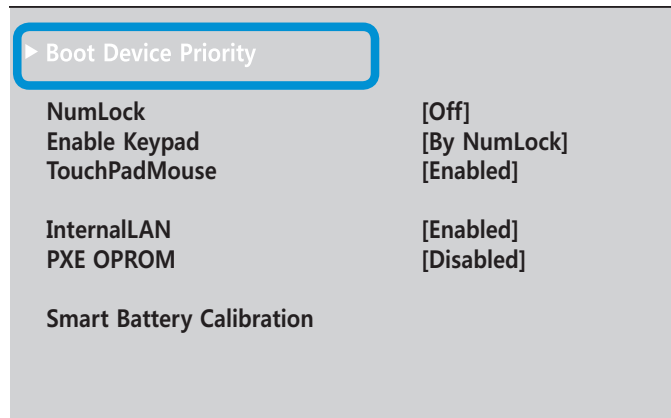 ▶ Boot Device Priority
NumLock [Off]
Enable Keypad [By NumLock]
TouchPadMouse [Enabled]
InternalLAN [Enabled]
PXE OPROM [Disabled]
Smart Battery Calibration